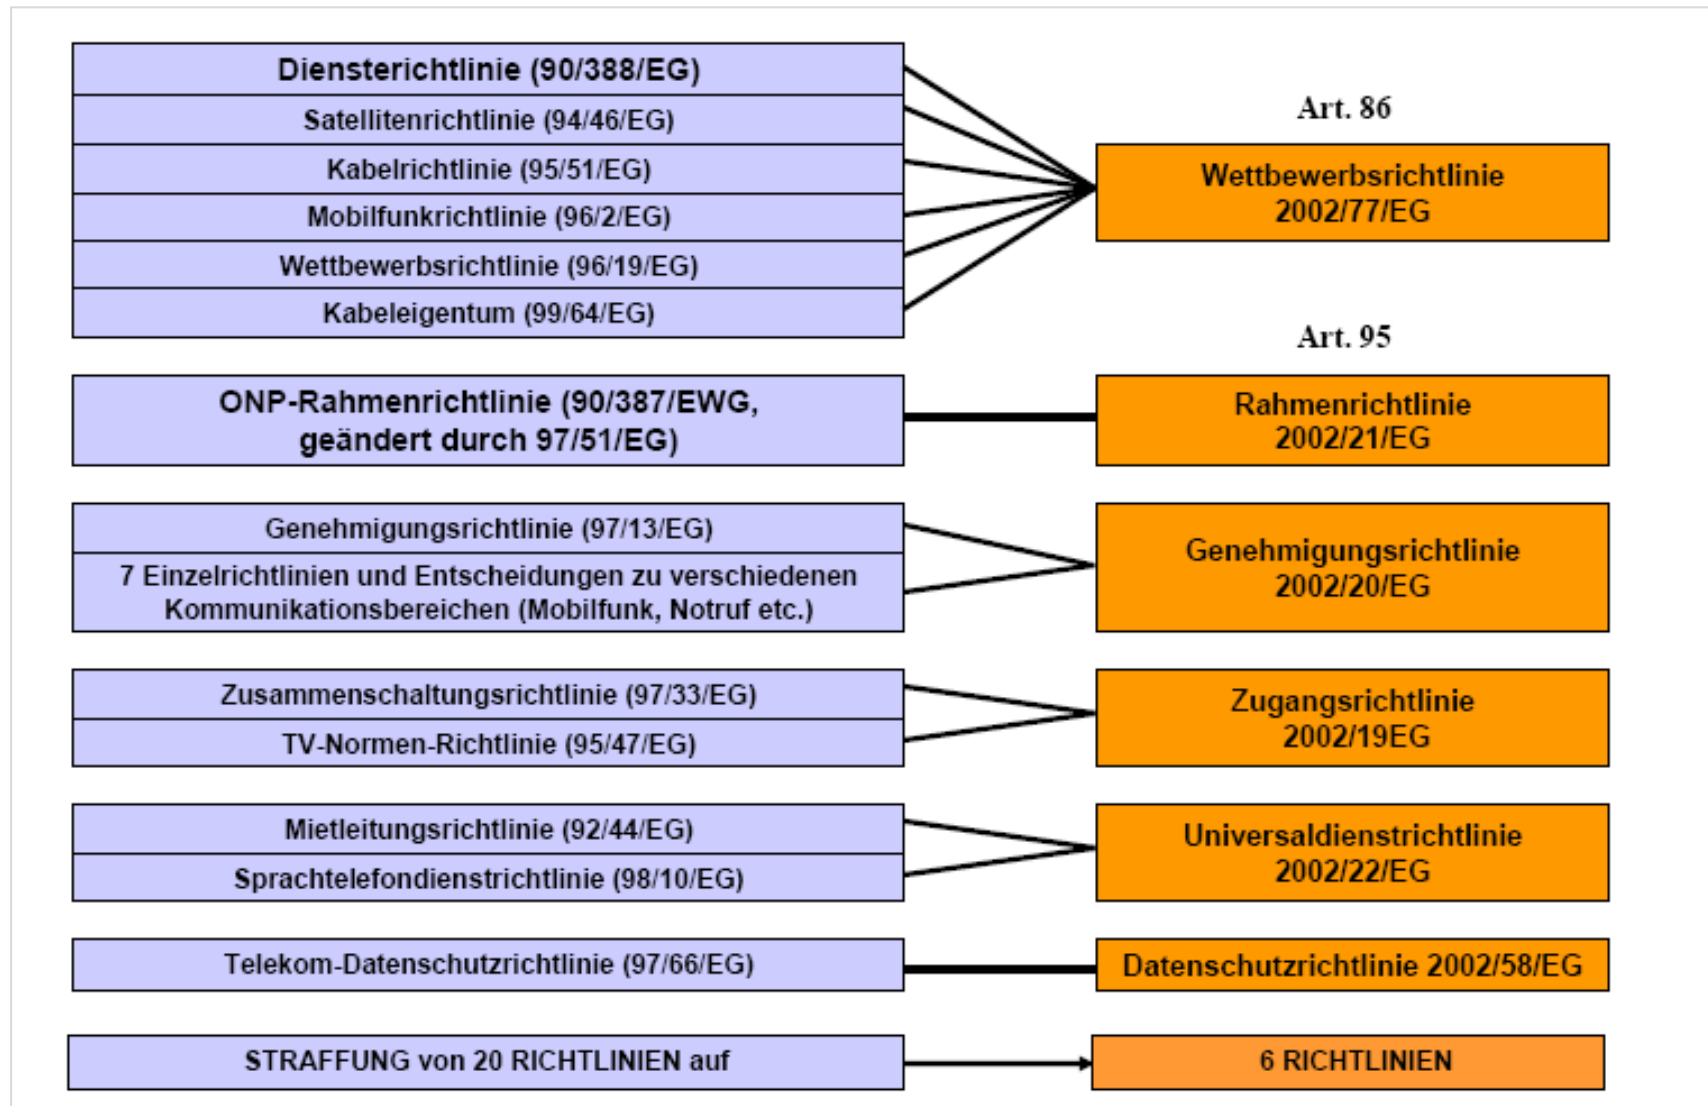 Diensterichtlinie (90/388/EG)
Satellitenrichtlinie (94/46/EG)
Kabelrichtlinie (95/51/EG)
Mobilfunkrichtlinie (96/2/EG)
Wettbewerbsrichtlinie (96/19/EG)
Kabeleigentum (99/64/EG)
Art. 86
Wettbewerbsrichtlinie
2002/77/EG
Art. 95
ONP-Rahmenrichtlinie (90/387/EWG,
geändert durch 97/51/EG)
Rahmenrichtlinie
2002/21/EG
Genehmigungsrichtlinie (97/13/EG)
7 Einzelrichtlinien und Entscheidungen zu verschiedenen
Kommunikationsbereichen (Mobilfunk, Notruf etc.)
Genehmigungsrichtlinie
2002/20/EG
Zusammenschaltungsrichtlinie (97/33/EG)
TV-Normen-Richtlinie (95/47/EG)
Zugangsrichtlinie
2002/19EG
Mietleitungsrichtlinie (92/44/EG)
Sprachtelefondienstrichtlinie (98/10/EG)
Universaldienstrichtlinie
2002/22/EG
Telekom-Datenschutzrichtlinie (97/66/EG)
Datenschutzrichtlinie 2002/58/EG
STRAFFUNG von 20 RICHTLINIEN auf
6 RICHTLINIEN